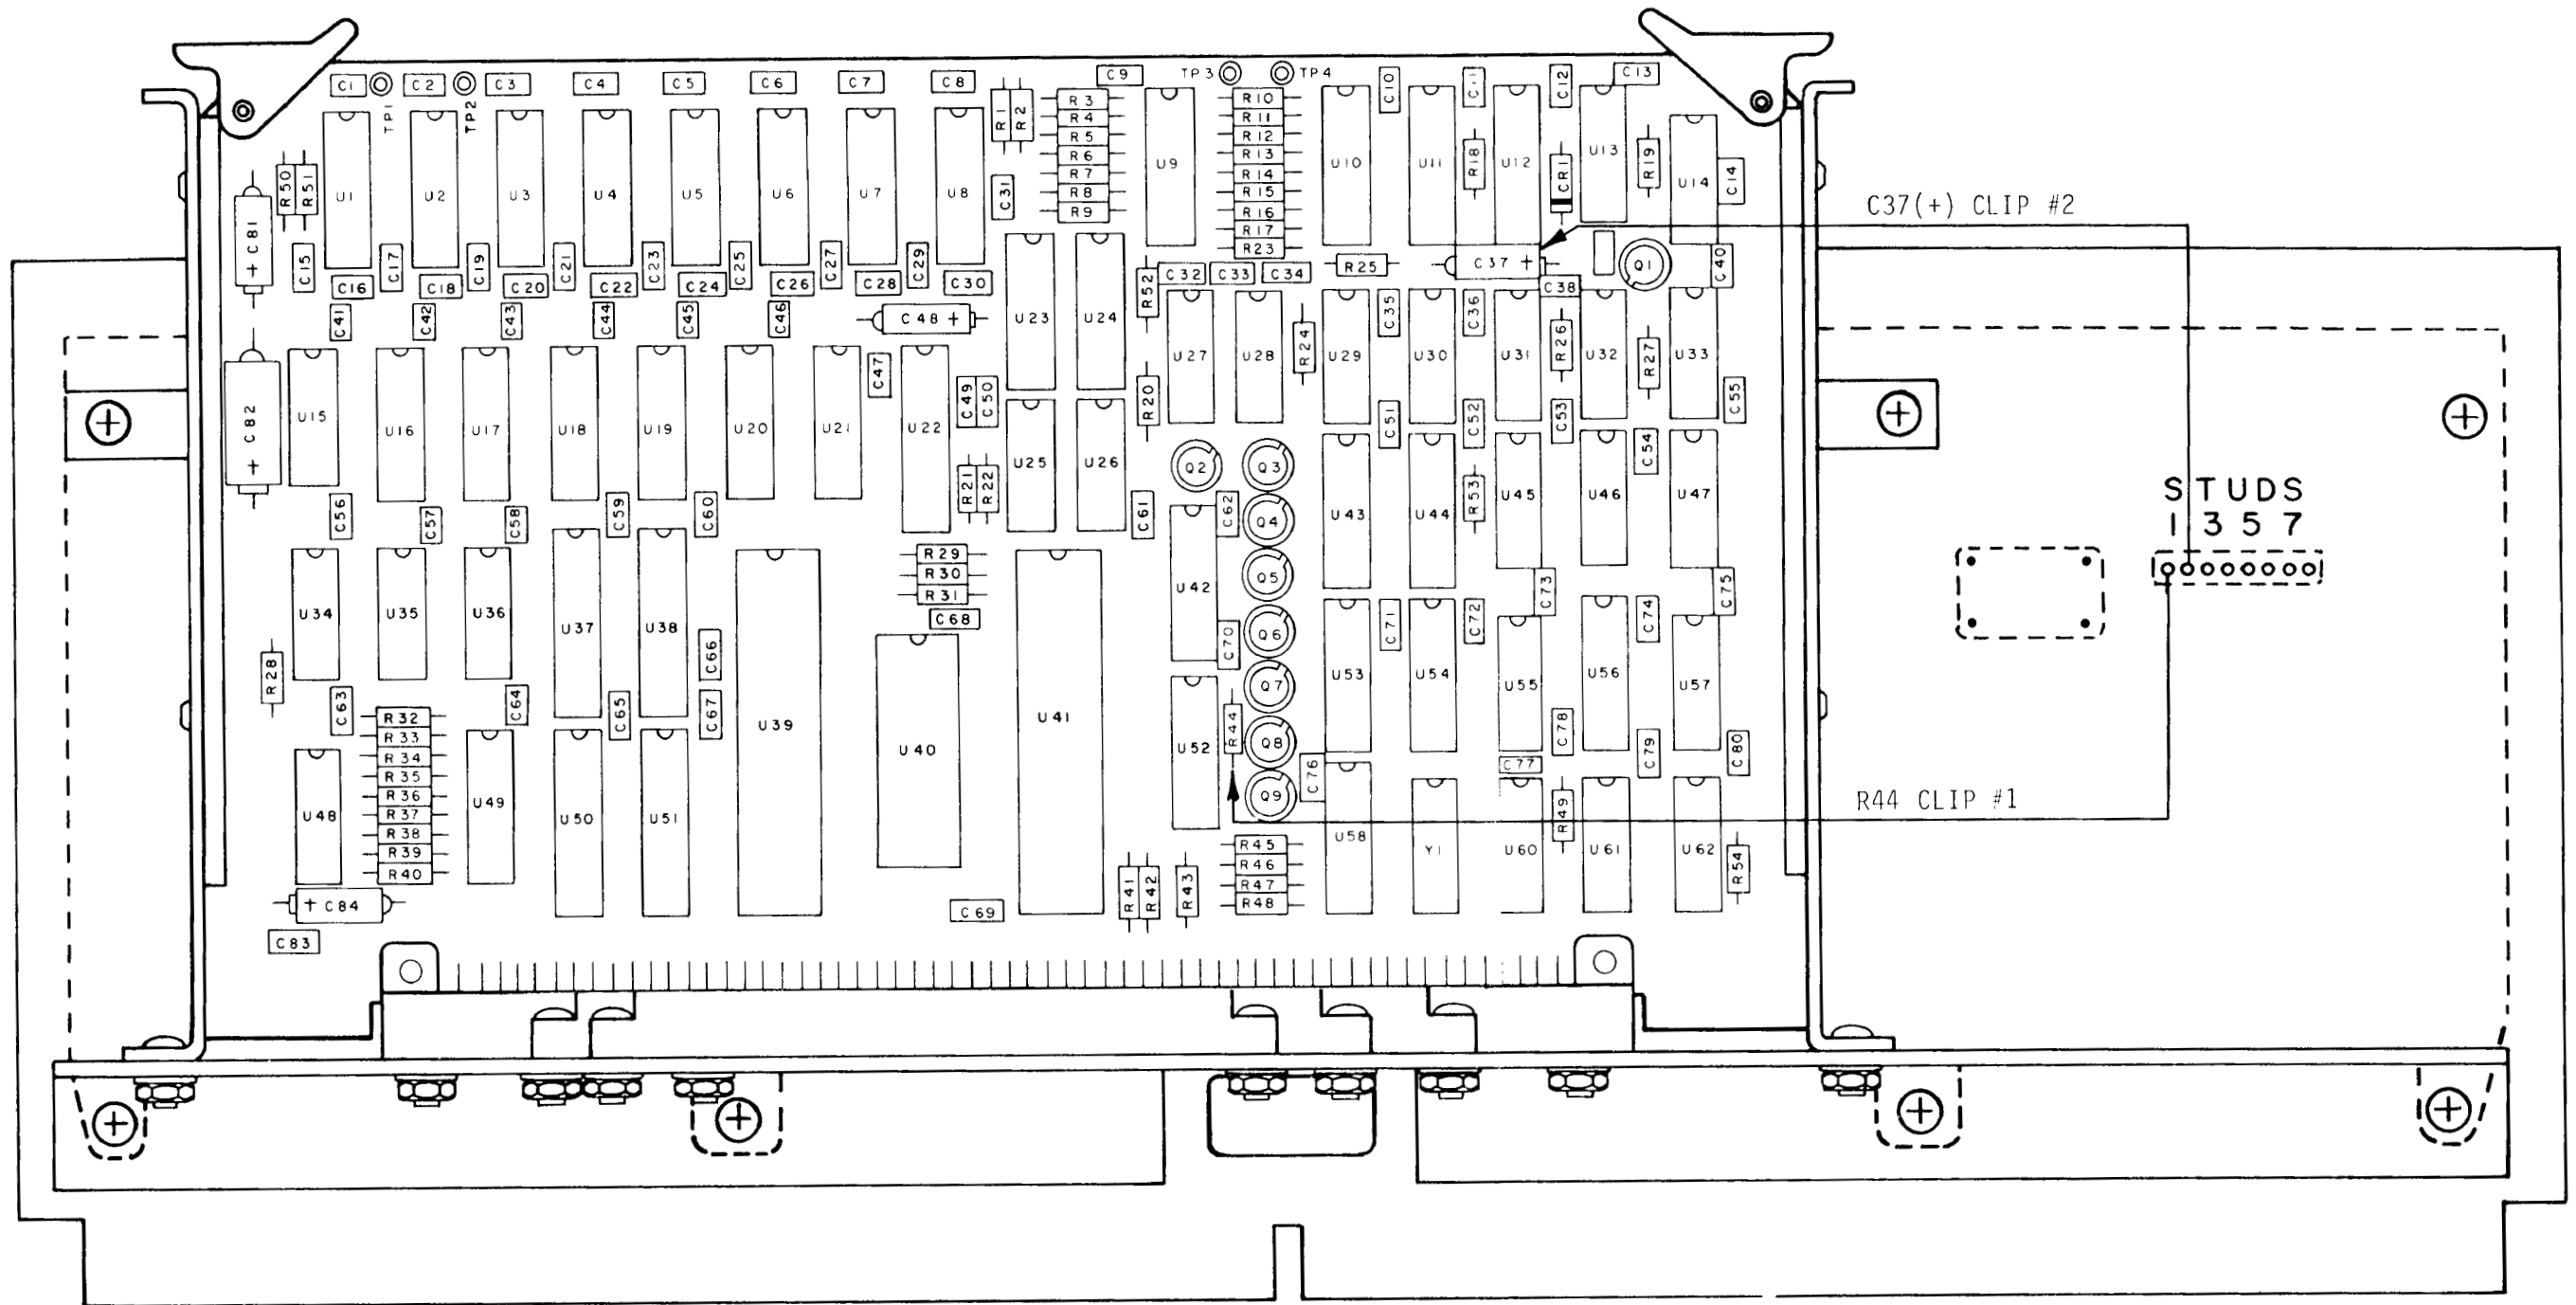 C1 C2 C3 C4 C5 C6 C7 C8 C9 TP3 TP4 C10 C11 C12 C13
TP1 TP2
R1 R2
R3 R10
R4 R11
R5 R12
R6 R13
R7 R14
R8 R15
R9 R16
R17
R23
R50 R51 U1 U2 U3 U4 U5 U6 U7 U8 C31 U9 U10 U11 R18 U12 CR1 U13 R19 U14 C14
C37(+) CLIP #2
+ C81 C15 C17 C19 C21 C23 C25 C27 C29
C16 C18 C20 C22 C24 C26 C28 C30 R52 C32 C33 C34 R25 C37 + C38 Q1 C40
C41 C42 C43 C44 C45 C46 C48 + U23 U24 C35 C36
+ C82 U15 U16 U17 U18 U19 U20 U21 C47 U22 C49 C50 R20 U27 U28 R24 U29 U30 U31 R26 U32 R27 U33 C55
C51 C52 C53 C54
U25 U26 Q2 Q3
R21 R22
STUDS
1 3 5 7
C56 C57 C58 C59 C60 C61 C62 Q4 U43 U44 R53 U45 U46 U47
R29
R30
R31
Q5
U34 U35 U36 U37 U38 C68 U42 C73 C75
C66 C70 Q6 C71 C72 C74
R28 C63 C64 C65 C67 U39 U40 U41 Q7 U53 U54 U55 U56 U57
R32
R33
R34
R35
R36
R37
R38
R39
R40
U52 R44 Q8 C76 C77 C78 C79 C80
Q9
R44 CLIP #1
U48 U49 U50 U51 U58 Y1 U60 R49 U61 U62 R54
R45
R46
R47
R48
R41 R42 R43
+ C84 C69
C83